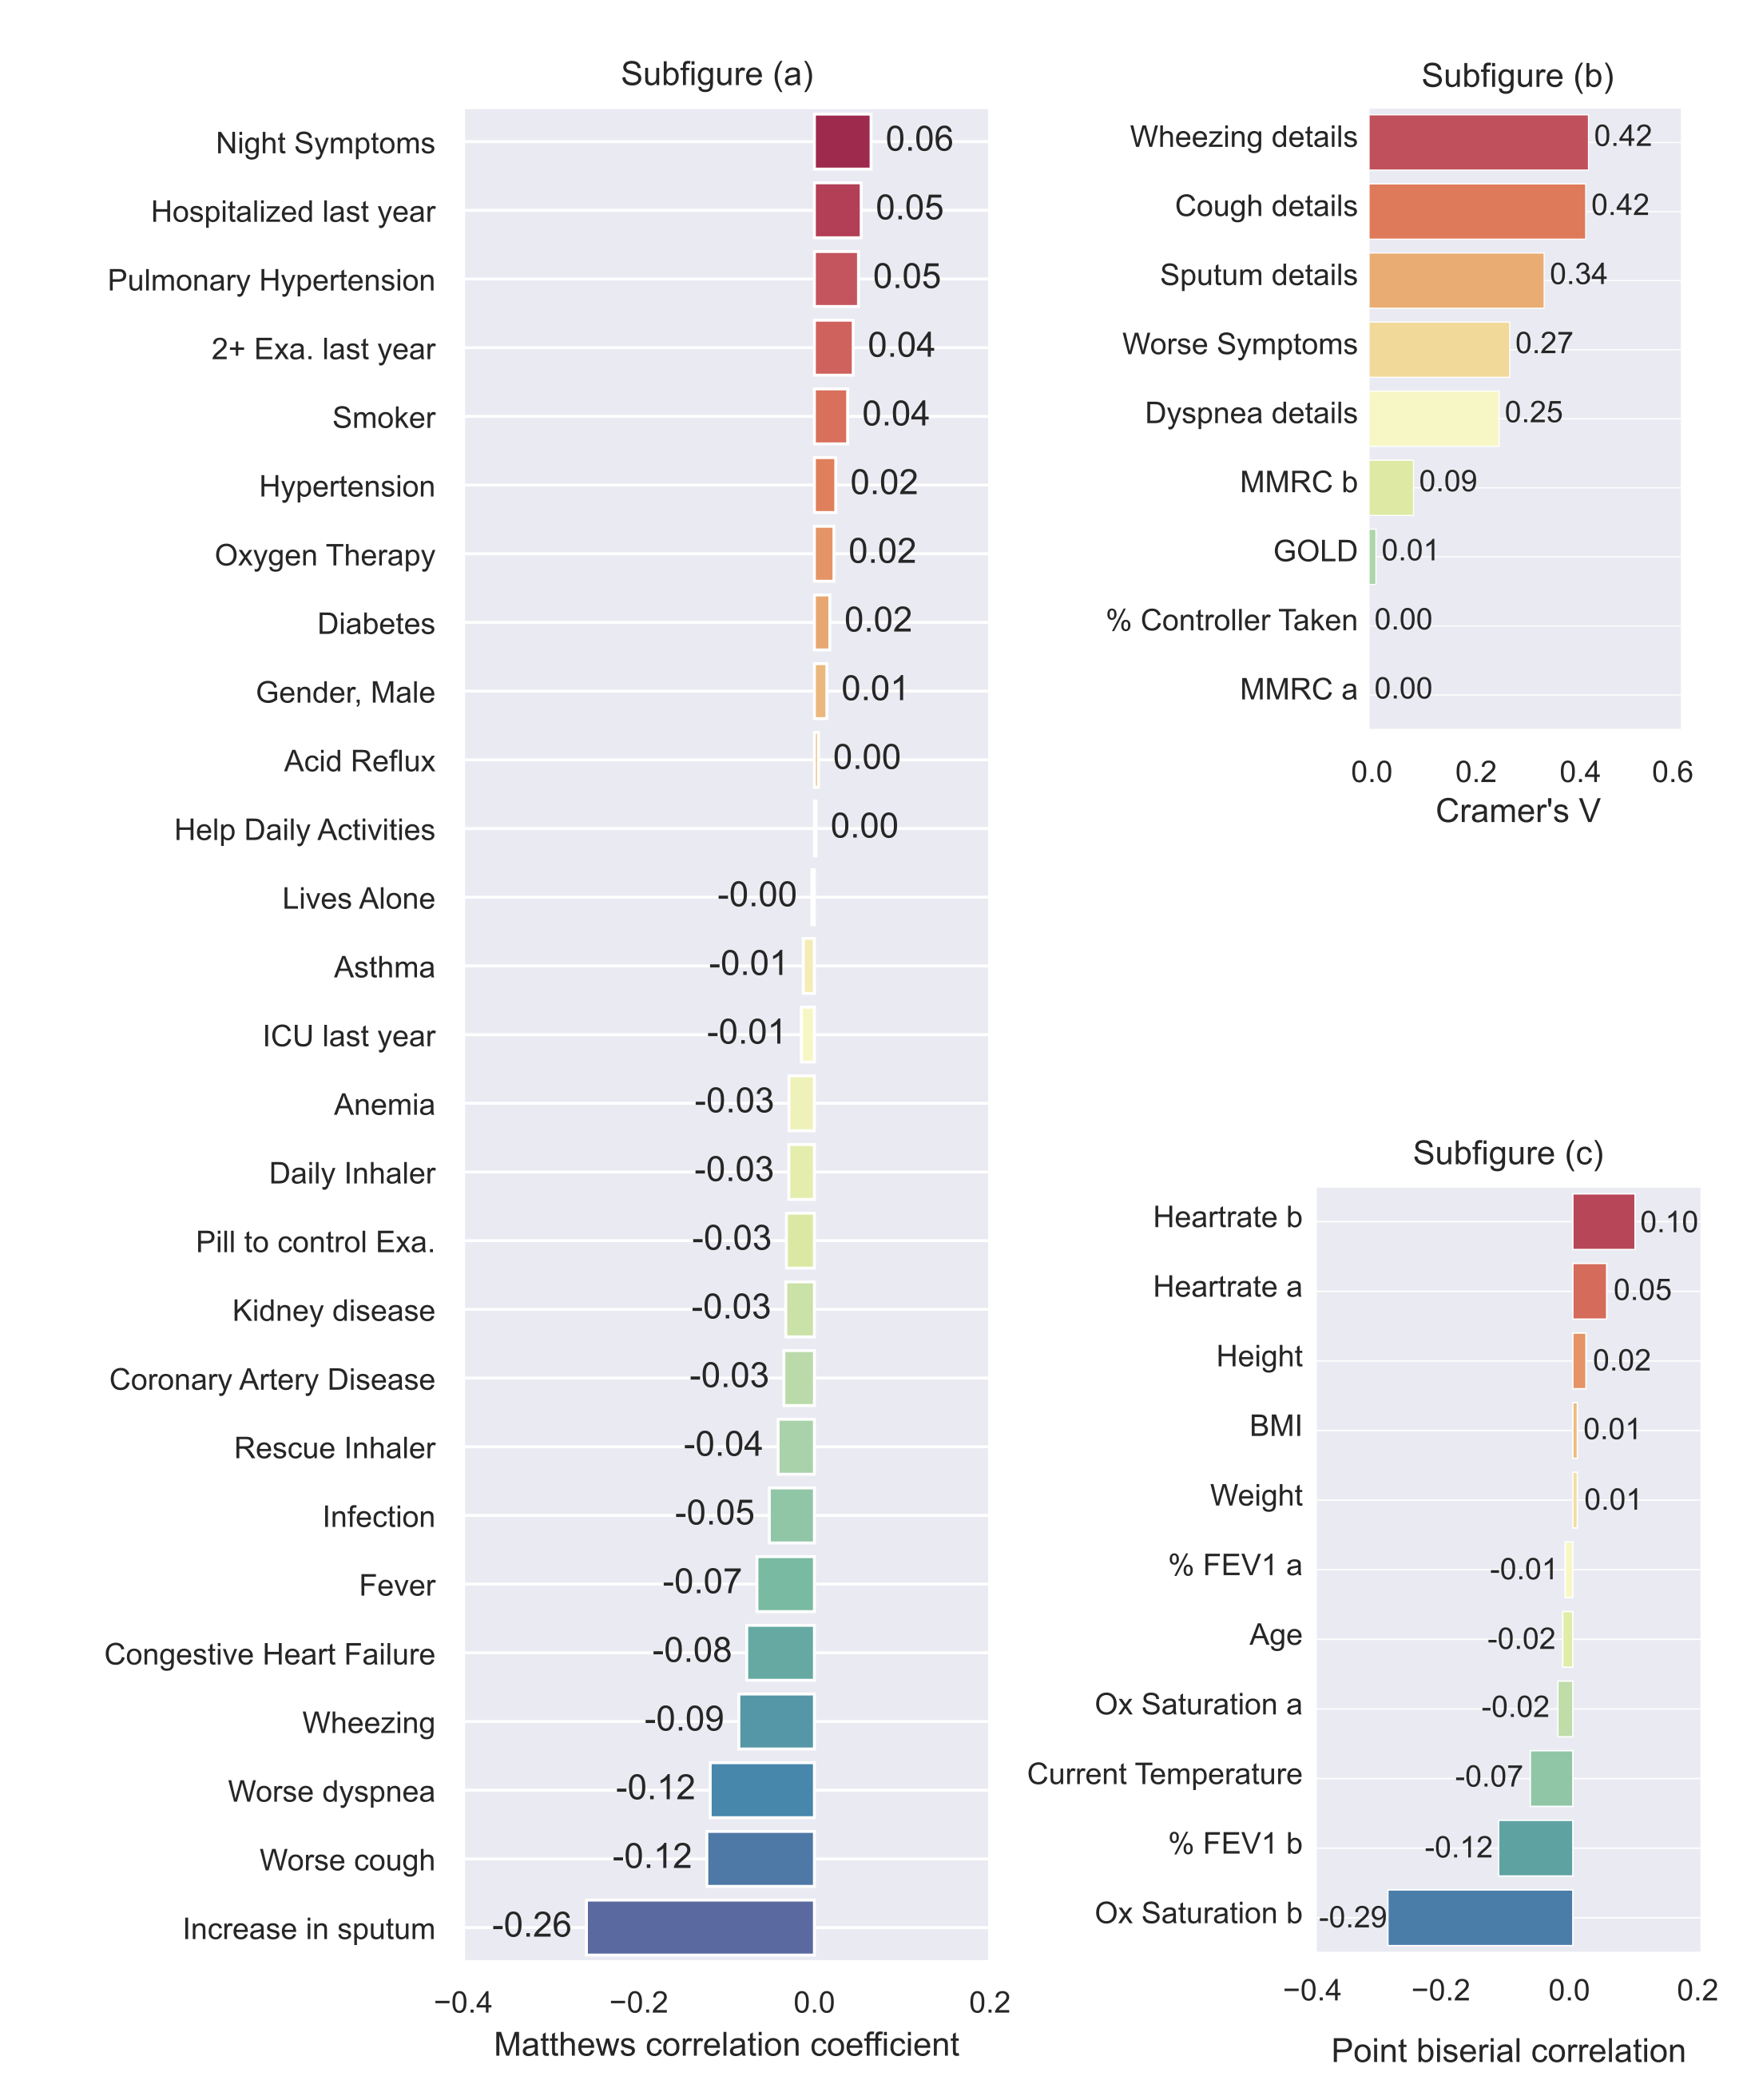 Subfigure (a)
Night Symptoms 0.06
Hospitalized last year 0.05
Pulmonary Hypertension 0.05
2+ Exa. last year 0.04
Smoker 0.04
Hypertension 0.02
Oxygen Therapy 0.02
Diabetes 0.02
Gender, Male 0.01
Acid Reflux 0.00
Help Daily Activities 0.00
Lives Alone -0.00
Asthma -0.01
ICU last year -0.01
Anemia -0.03
Daily Inhaler -0.03
Pill to control Exa. -0.03
Kidney disease -0.03
Coronary Artery Disease -0.03
Rescue Inhaler -0.04
Infection -0.05
Fever -0.07
Congestive Heart Failure -0.08
Wheezing -0.09
Worse dyspnea -0.12
Worse cough -0.12
Increase in sputum -0.26
−0.4 −0.2 0.0 0.2
Matthews correlation coefficient
Subfigure (b)
Wheezing details 0.42
Cough details 0.42
Sputum details 0.34
Worse Symptoms 0.27
Dyspnea details 0.25
MMRC b 0.09
GOLD 0.01
% Controller Taken 0.00
MMRC a 0.00
0.0 0.2 0.4 0.6
Cramer's V
Subfigure (c)
Heartrate b 0.10
Heartrate a 0.05
Height 0.02
BMI 0.01
Weight 0.01
% FEV1 a -0.01
Age -0.02
Ox Saturation a -0.02
Current Temperature -0.07
% FEV1 b -0.12
Ox Saturation b -0.29
−0.4 −0.2 0.0 0.2
Point biserial correlation